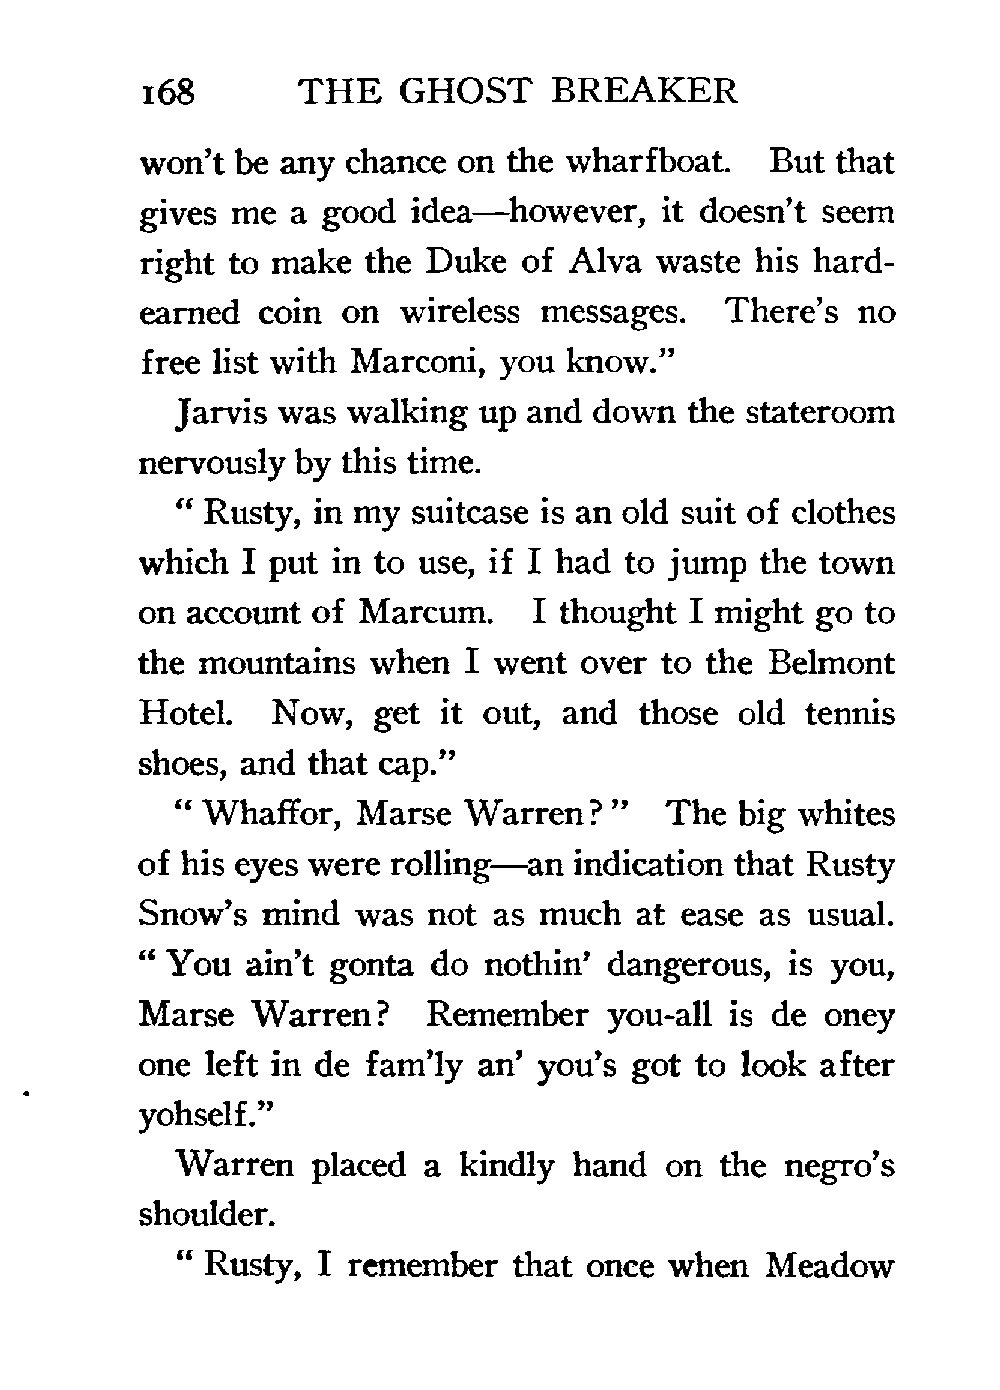 168 THE GHOST BREAKER
won't be any chance on the wharfboat. But that
gives me a good idea—however, it doesn't seem
right to make the Duke of Alva waste his hard-
earned coin on wireless messages. There's no
free list with Marconi, you know."
Jarvis was walking up and down the stateroom
nervously by this time.
" Rusty, in my suitcase is an old suit of clothes
which I put in to use, if I had to jump the town
on account of Marcum. I thought I might go to
the mountains when I went over to the Belmont
Hotel. Now, get it out, and those old tennis
shoes, and that cap."
" Whaffor, Marse Warren? " The big whites
of his eyes were rolling—an indication that Rusty
Snow's mind was not as much at ease as usual.
" You ain't gonta do nothin' dangerous, is you,
Marse Warren? Remember you-all is de oney
one left in de fam'ly an' you's got to look after
yohself."
Warren placed a kindly hand on the negro's
shoulder.
" Rusty, I remember that once when Meadow